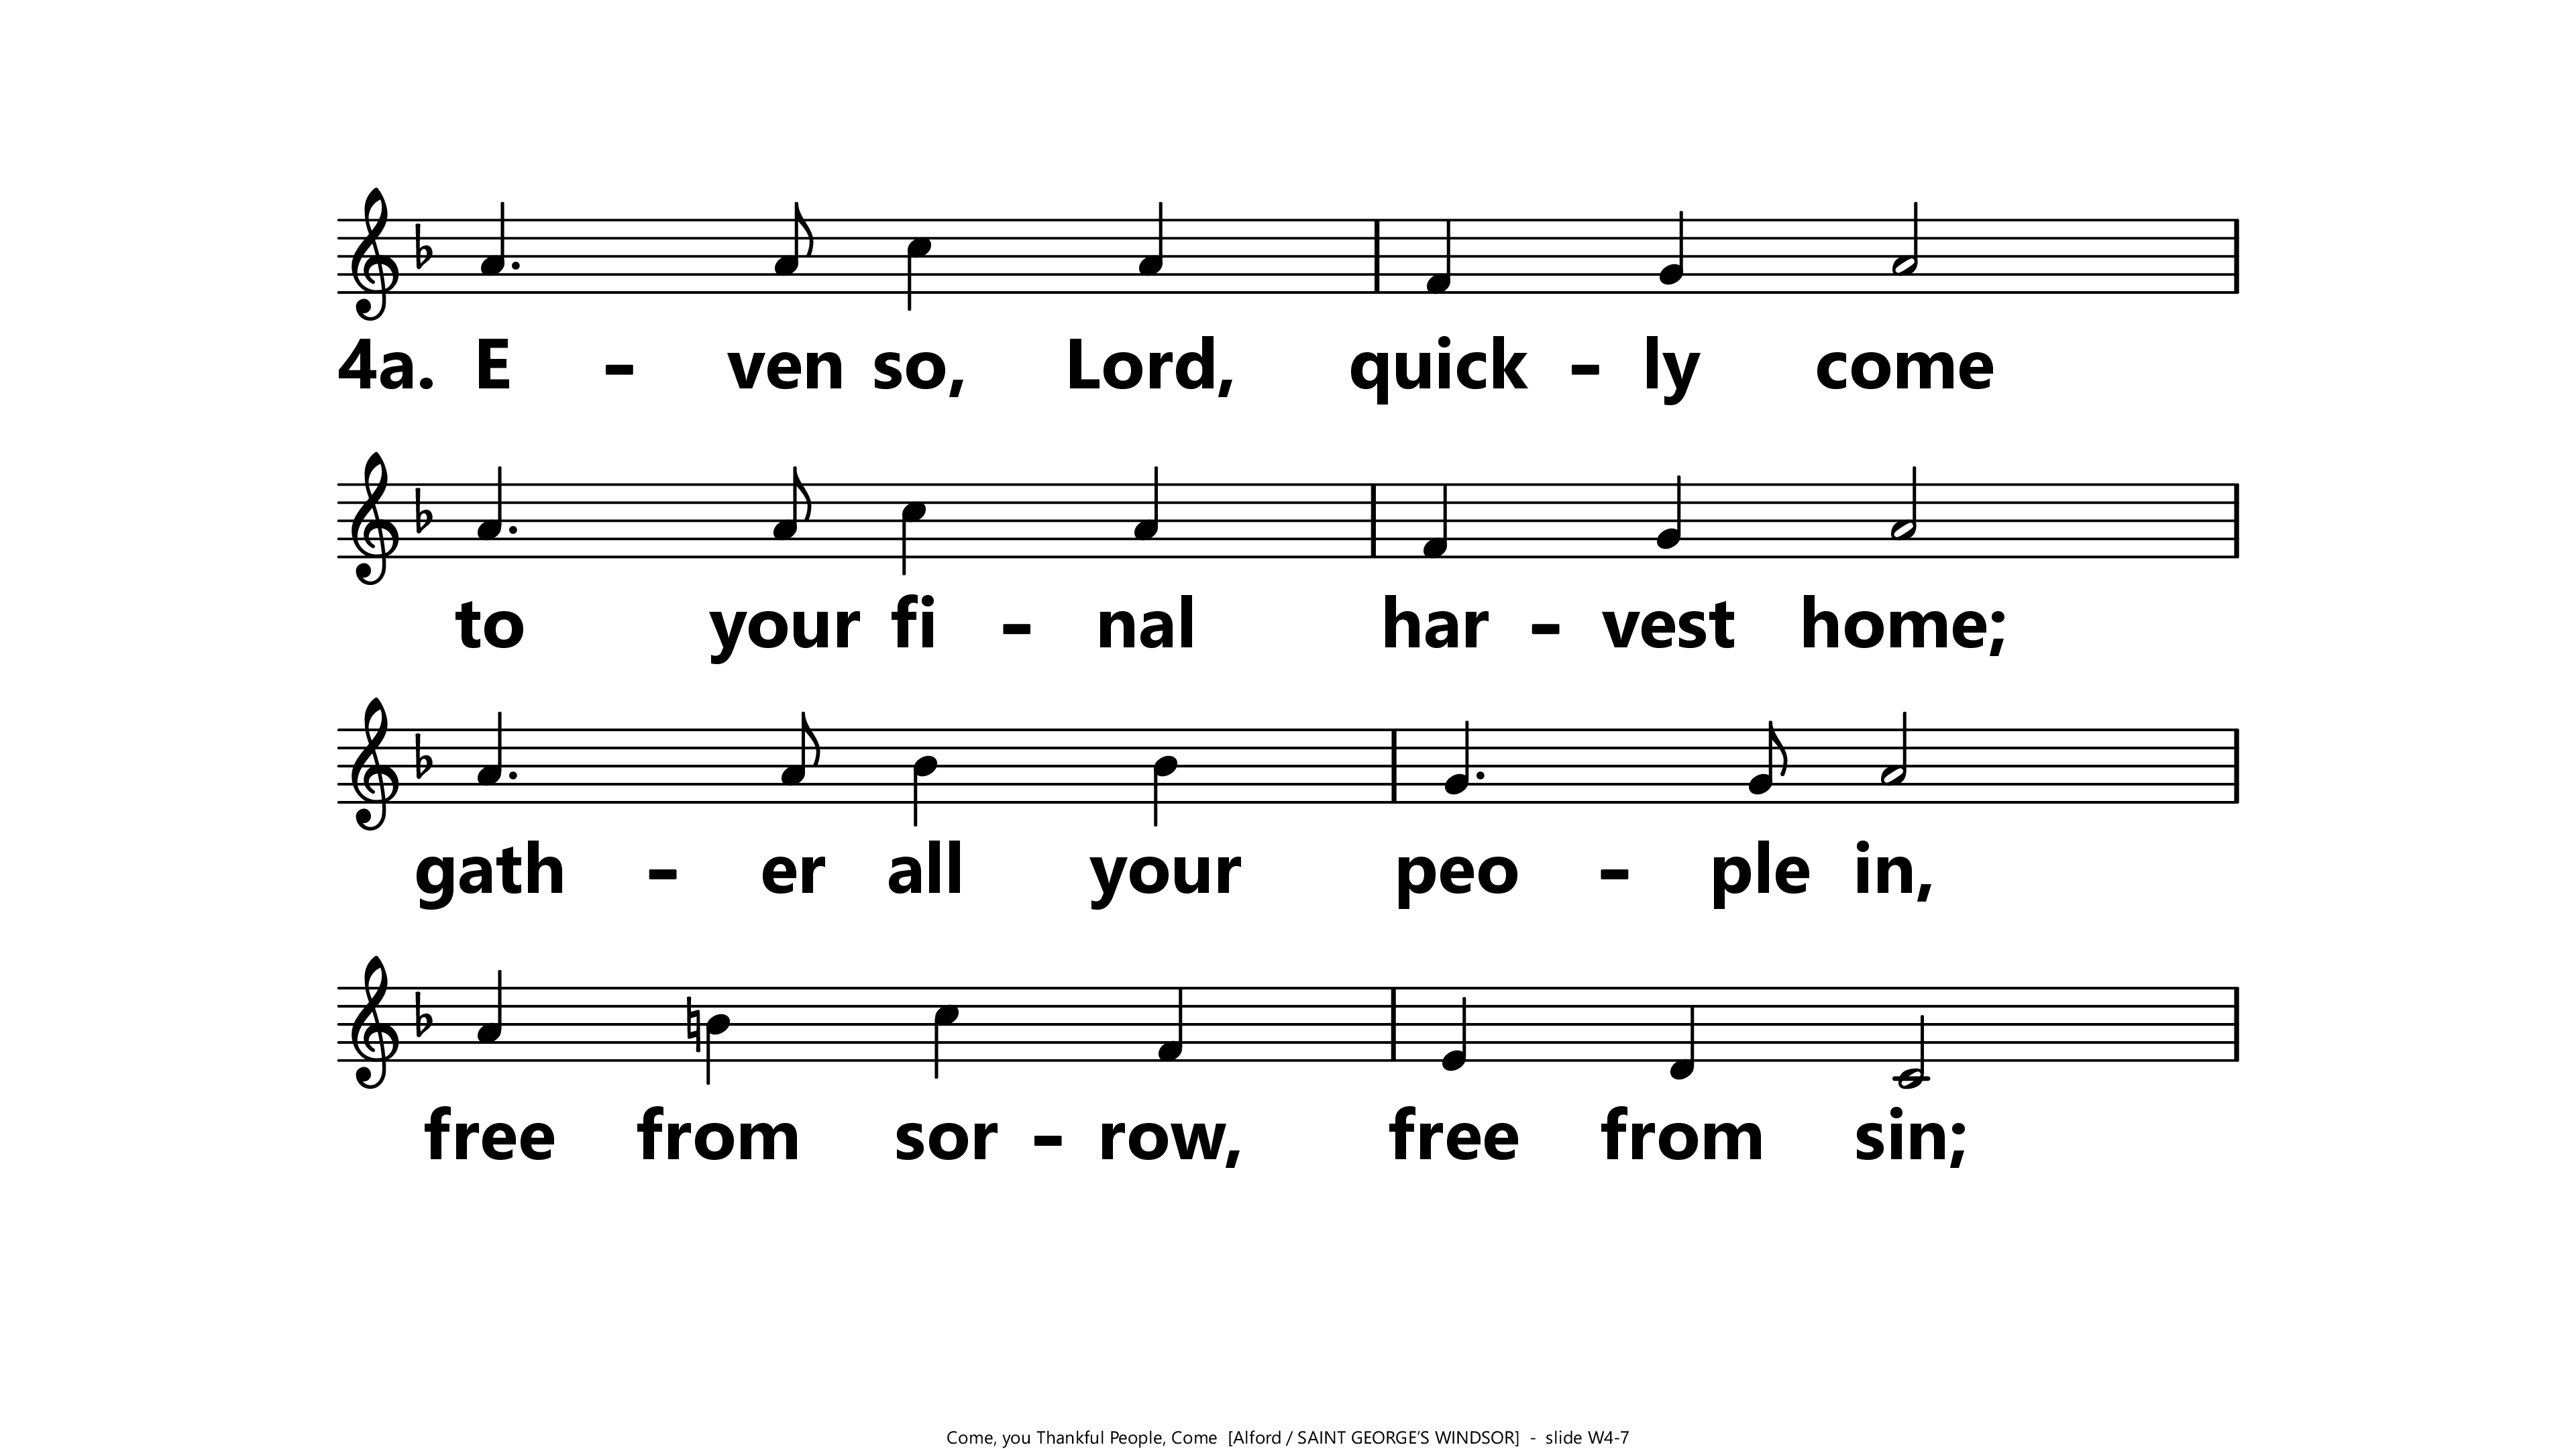 4a. E - ven so, Lord, quick - ly come
to your fi - nal har - vest home;
gath - er all your peo - ple in,
free from sor - row, free from sin;
Come, you Thankful People, Come [Alford / SAINT GEORGE'S WINDSOR] - slide W4-7